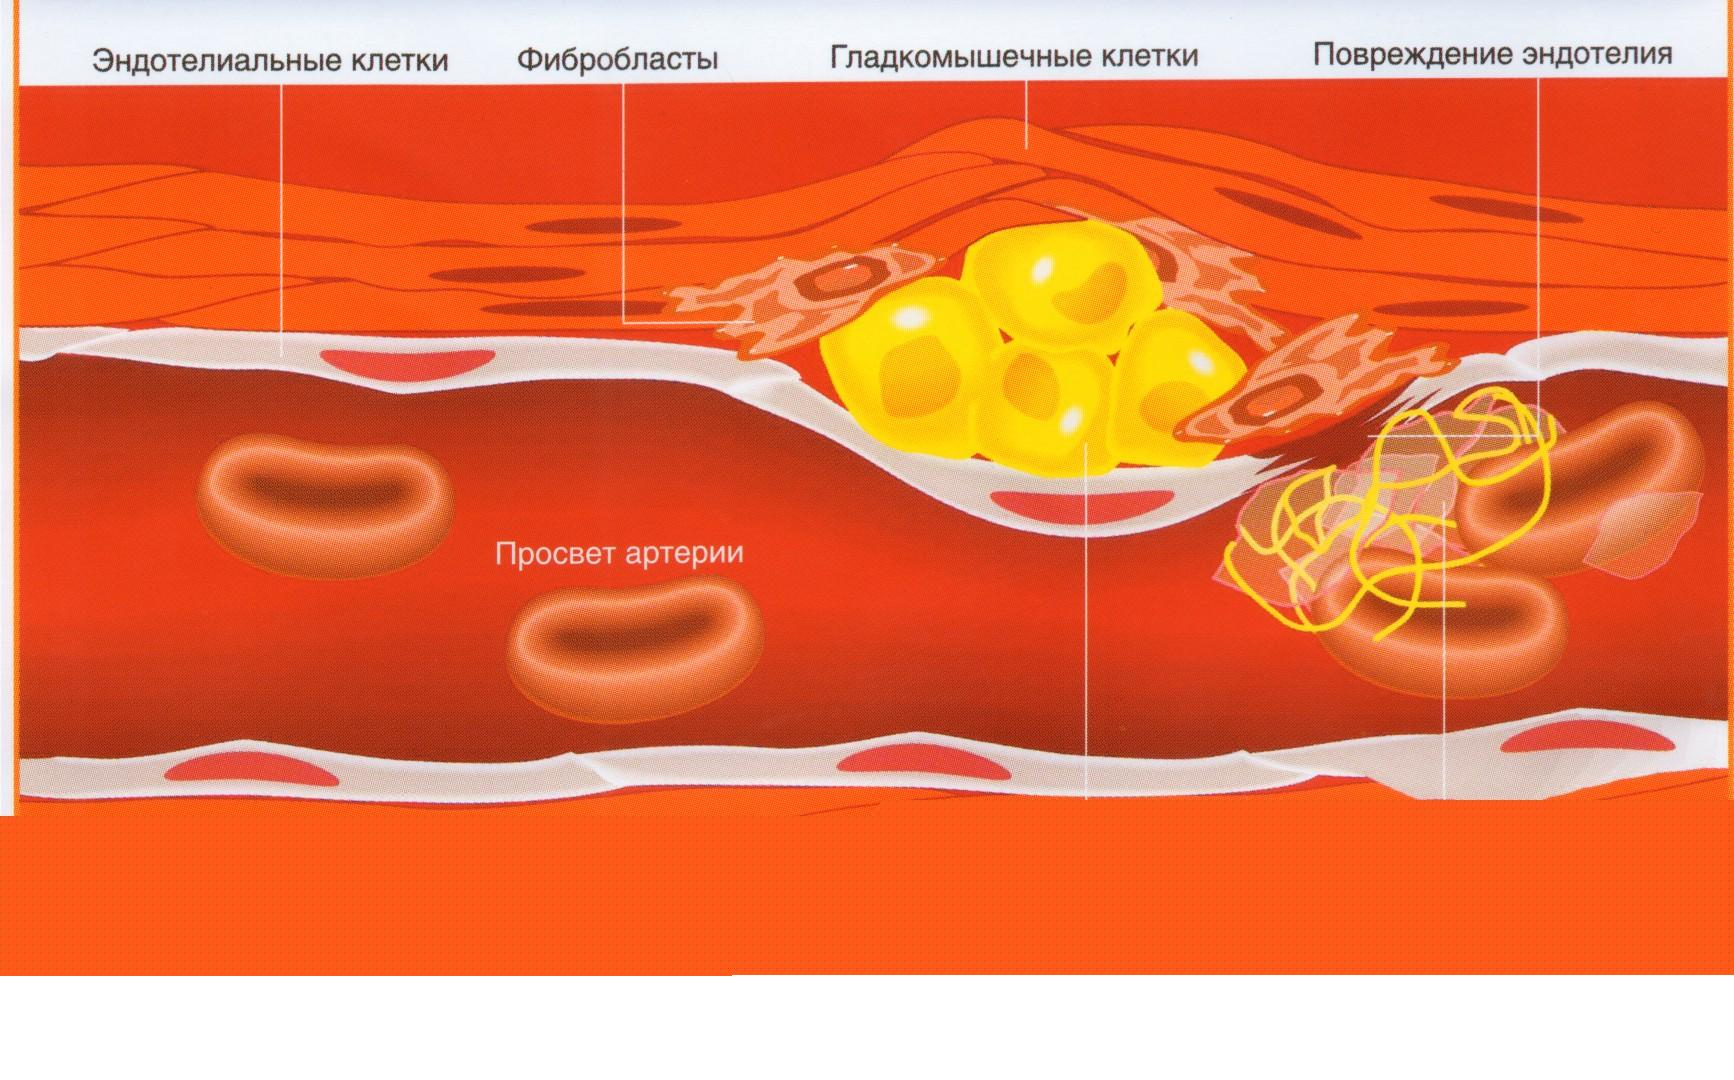 Эндотелиальные клетки
Фибробласты
Гладкомышечные клетки
Повреждение эндотелия
Просвет артерии